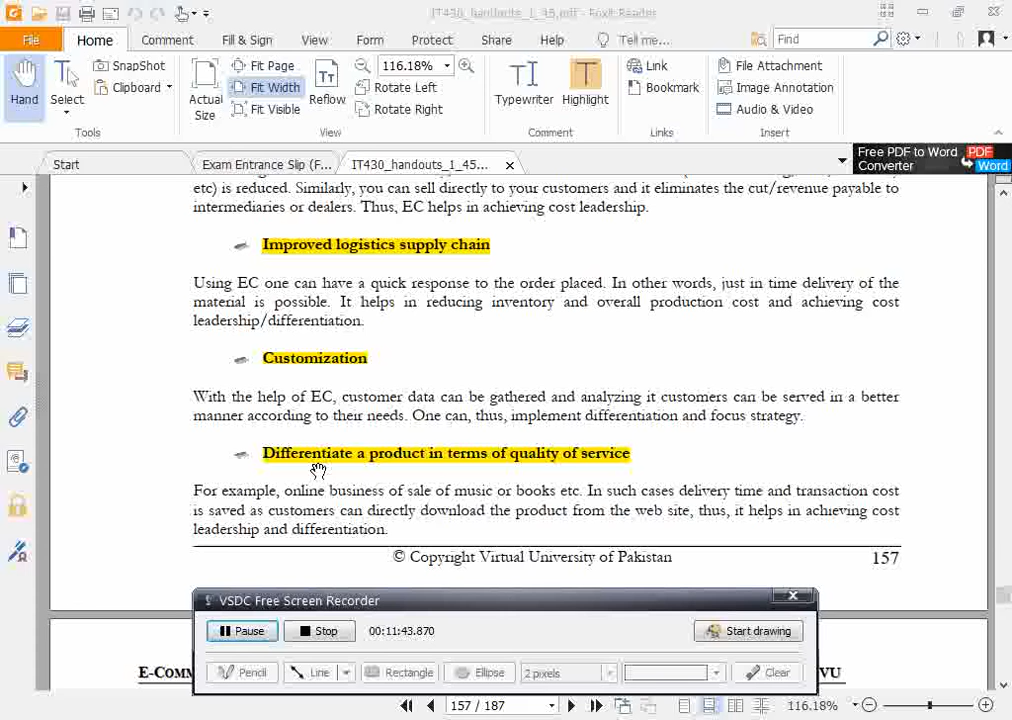 IT430_handouts_1_45.pdf - Foxit Reader
File Home Comment Fill & Sign View Form Protect Share Help Tell me... Find
Hand
Select
SnapShot
Clipboard
Tools
Actual Size
Fit Page
Fit Width
Fit Visible
Reflow
116.18%
Rotate Left
Rotate Right
View
Typewriter
Highlight
Comment
Link
Bookmark
Links
File Attachment
Image Annotation
Audio & Video
Insert
Start Exam Entrance Slip (F... IT430_handouts_1_45...
Free PDF to Word Converter
PDF
Word
etc) is reduced. Similarly, you can sell directly to your customers and it eliminates the cut/revenue payable to
intermediaries or dealers. Thus, EC helps in achieving cost leadership.
Improved logistics supply chain
Using EC one can have a quick response to the order placed. In other words, just in time delivery of the
material is possible. It helps in reducing inventory and overall production cost and achieving cost
leadership/differentiation.
Customization
With the help of EC, customer data can be gathered and analyzing it customers can be served in a better
manner according to their needs. One can, thus, implement differentiation and focus strategy.
Differentiate a product in terms of quality of service
For example, online business of sale of music or books etc. In such cases delivery time and transaction cost
is saved as customers can directly download the product from the web site, thus, it helps in achieving cost
leadership and differentiation.
© Copyright Virtual University of Pakistan 157
VSDC Free Screen Recorder
Pause Stop 00:11:43.870 Start drawing
Pencil Line Rectangle Ellipse 2 pixels Clear
E-COMM
VU
157 / 187 116.18%